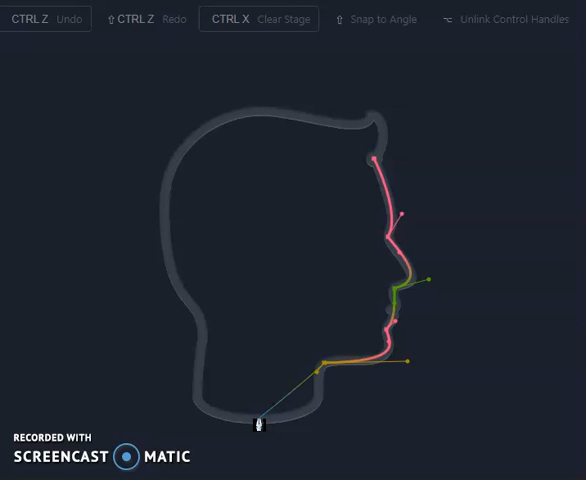 CTRL Z Undo ⇧ CTRL Z Redo CTRL X Clear Stage ⇧ Snap to Angle ⌥ Unlink Control Handles
RECORDED WITH
SCREENCAST MATIC